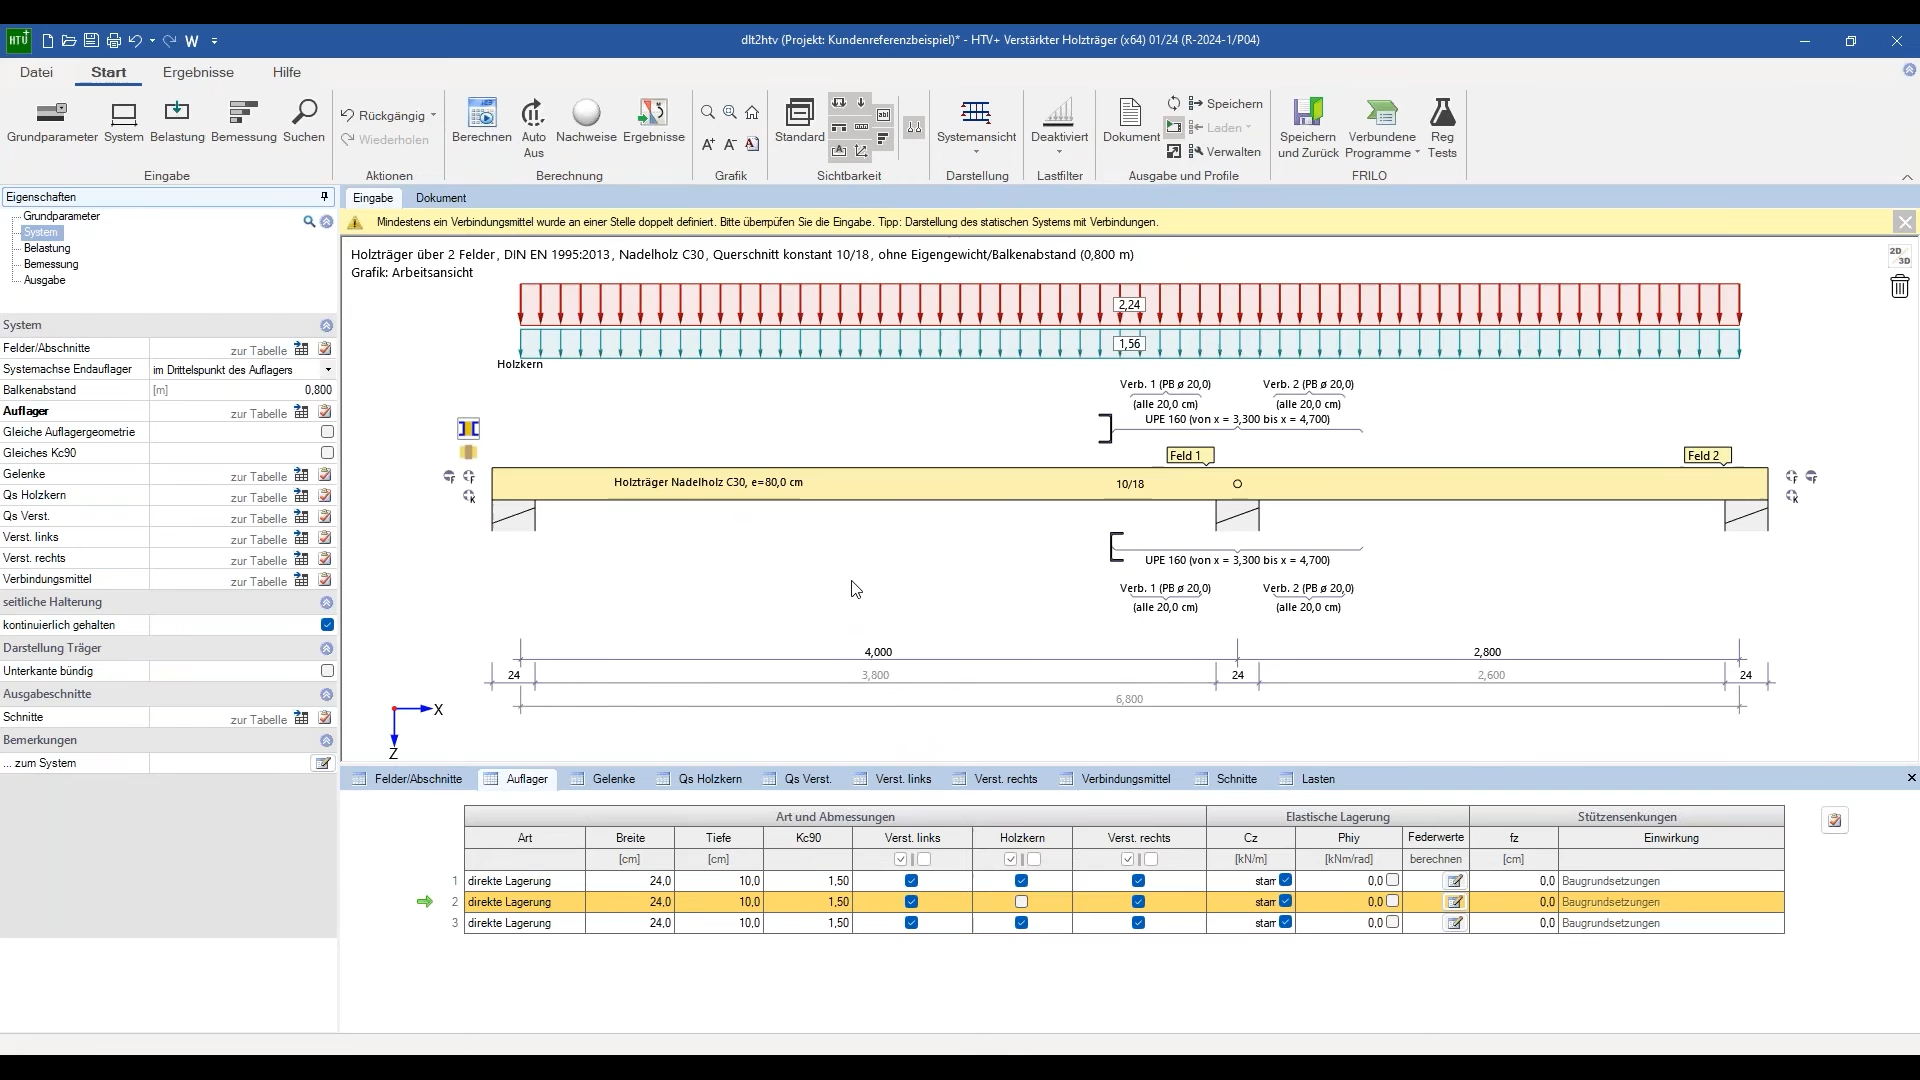 HTV+
W
dlt2htv (Projekt: Kundenreferenzbeispiel)* - HTV+ Verstärkter Holzträger (x64) 01/24 (R-2024-1/P04)
Datei Start Ergebnisse Hilfe
Grundparameter System Belastung Bemessung Suchen
Eingabe
Rückgängig
Wiederholen
Aktionen
Berechnen Auto Aus Nachweise Ergebnisse
Berechnung
A+ A-
Grafik
Standard
Sichtbarkeit
Systemansicht
Darstellung
Deaktiviert
Lastfilter
Dokument
Speichern
Laden
Verwalten
Ausgabe und Profile
Speichern und Zurück
Verbundene Programme
Reg Tests
FRILO
Eigenschaften
Grundparameter
System
Belastung
Bemessung
Ausgabe
System
Felder/Abschnitte zur Tabelle
Systemachse Endauflager im Drittelspunkt des Auflagers
Balkenabstand [m] 0,800
Auflager zur Tabelle
Gleiche Auflagergeometrie
Gleiches Kc90
Gelenke zur Tabelle
Qs Holzkern zur Tabelle
Qs Verst. zur Tabelle
Verst. links zur Tabelle
Verst. rechts zur Tabelle
Verbindungsmittel zur Tabelle
seitliche Halterung
kontinuierlich gehalten
Darstellung Träger
Unterkante bündig
Ausgabeschnitte
Schnitte zur Tabelle
Bemerkungen
... zum System
Eingabe Dokument
Mindestens ein Verbindungsmittel wurde an einer Stelle doppelt definiert. Bitte überprüfen Sie die Eingabe. Tipp: Darstellung des statischen Systems mit Verbindungen.
Holzträger über 2 Felder, DIN EN 1995:2013, Nadelholz C30, Querschnitt konstant 10/18, ohne Eigengewicht/Balkenabstand (0,800 m)
Grafik: Arbeitsansicht
2D/3D
2,24
1,56
Holzkern
Verb. 1 (PB ø 20,0) Verb. 2 (PB ø 20,0)
(alle 20,0 cm) (alle 20,0 cm)
UPE 160 (von x = 3,300 bis x = 4,700)
Feld 1 Feld 2
Holzträger Nadelholz C30, e=80,0 cm 10/18
F F F F
K K
UPE 160 (von x = 3,300 bis x = 4,700)
Verb. 1 (PB ø 20,0) Verb. 2 (PB ø 20,0)
(alle 20,0 cm) (alle 20,0 cm)
4,000 2,800
24 3,800 24 2,600 24
6,800
X
Z
Felder/Abschnitte Auflager Gelenke Qs Holzkern Qs Verst. Verst. links Verst. rechts Verbindungsmittel Schnitte Lasten
Art und Abmessungen Elastische Lagerung Stützensenkungen
Art Breite Tiefe Kc90 Verst. links Holzkern Verst. rechts Cz Phiy Federwerte fz Einwirkung
[cm] [cm] [kN/m] [kNm/rad] berechnen [cm]
1 direkte Lagerung 24,0 10,0 1,50 starr 0,0 0,0 Baugrundsetzungen
2 direkte Lagerung 24,0 10,0 1,50 starr 0,0 0,0 Baugrundsetzungen
3 direkte Lagerung 24,0 10,0 1,50 starr 0,0 0,0 Baugrundsetzungen